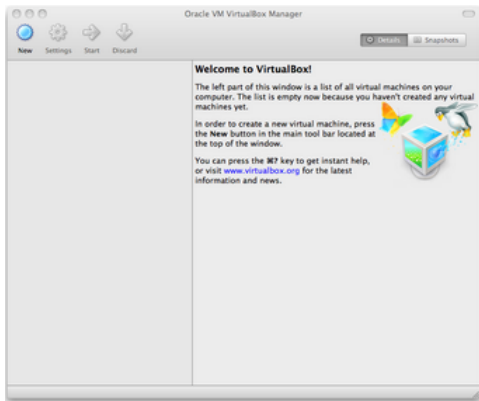 Oracle VM VirtualBox Manager
New Settings Start Discard
Details Snapshots
Welcome to VirtualBox!
The left part of this window is a list of all virtual machines on your
computer. The list is empty now because you haven't created any virtual
machines yet.
In order to create a new virtual machine, press
the New button in the main tool bar located at
the top of the window.
You can press the ⌘? key to get instant help,
or visit www.virtualbox.org for the latest
information and news.